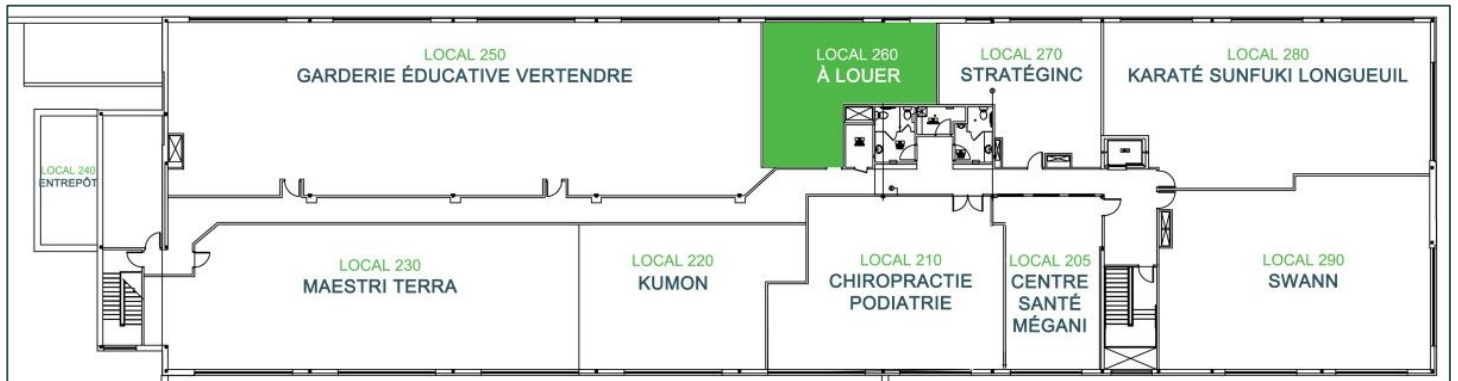 LOCAL 250
GARDERIE ÉDUCATIVE VERTENDRE
LOCAL 260
À LOUER
LOCAL 270
STRATÉGINC
LOCAL 280
KARATÉ SUNFUKI LONGUEUIL
LOCAL 240
ENTREPÔT
LOCAL 230
MAESTRI TERRA
LOCAL 220
KUMON
LOCAL 210
CHIROPRACTIE
PODIATRIE
LOCAL 205
CENTRE
SANTÉ
MÉGANI
LOCAL 290
SWANN